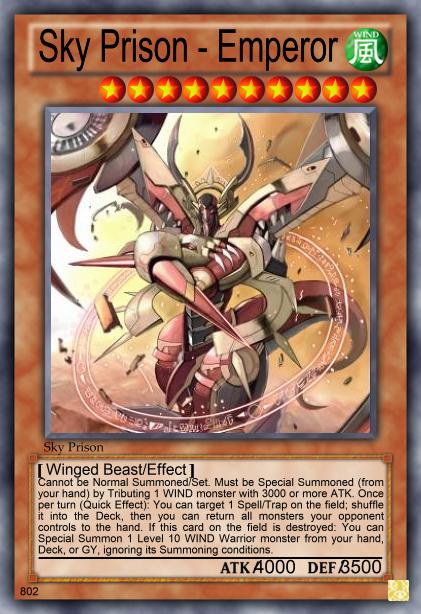 Sky Prison - Emperor
WIND
風
Sky Prison
[ Winged Beast/Effect ]
Cannot be Normal Summoned/Set. Must be Special Summoned (from
your hand) by Tributing 1 WIND monster with 3000 or more ATK. Once
per turn (Quick Effect): You can target 1 Spell/Trap on the field; shuffle
it into the Deck, then you can return all monsters your opponent
controls to the hand. If this card on the field is destroyed: You can
Special Summon 1 Level 10 WIND Warrior monster from your hand,
Deck, or GY, ignoring its Summoning conditions.
ATK 4000 DEF 3500
802